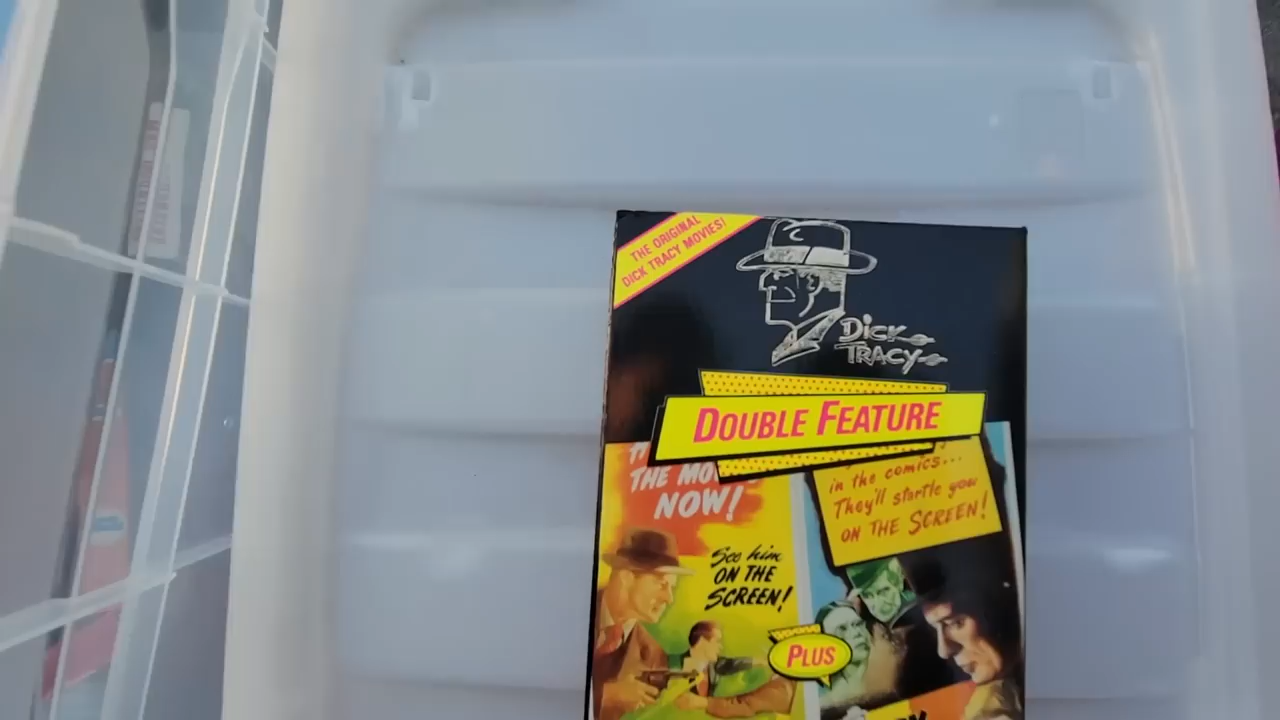 THE ORIGINAL
DICK TRACY MOVIES!
DICK
TRACY
DOUBLE FEATURE
THE
NOW!
in the comics...
They'll startle you
ON THE SCREEN!
See him
ON THE
SCREEN!
PLUS